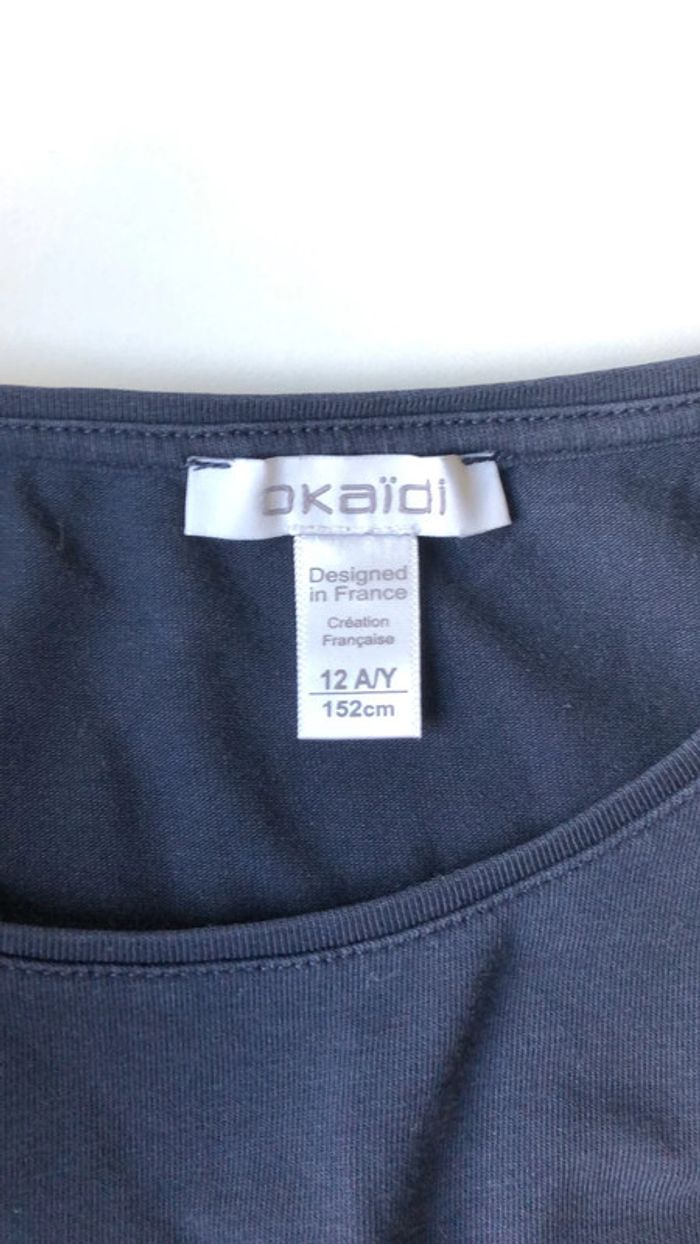 okaïdi
Designed
in France
Création
Française
12 A/Y
152cm